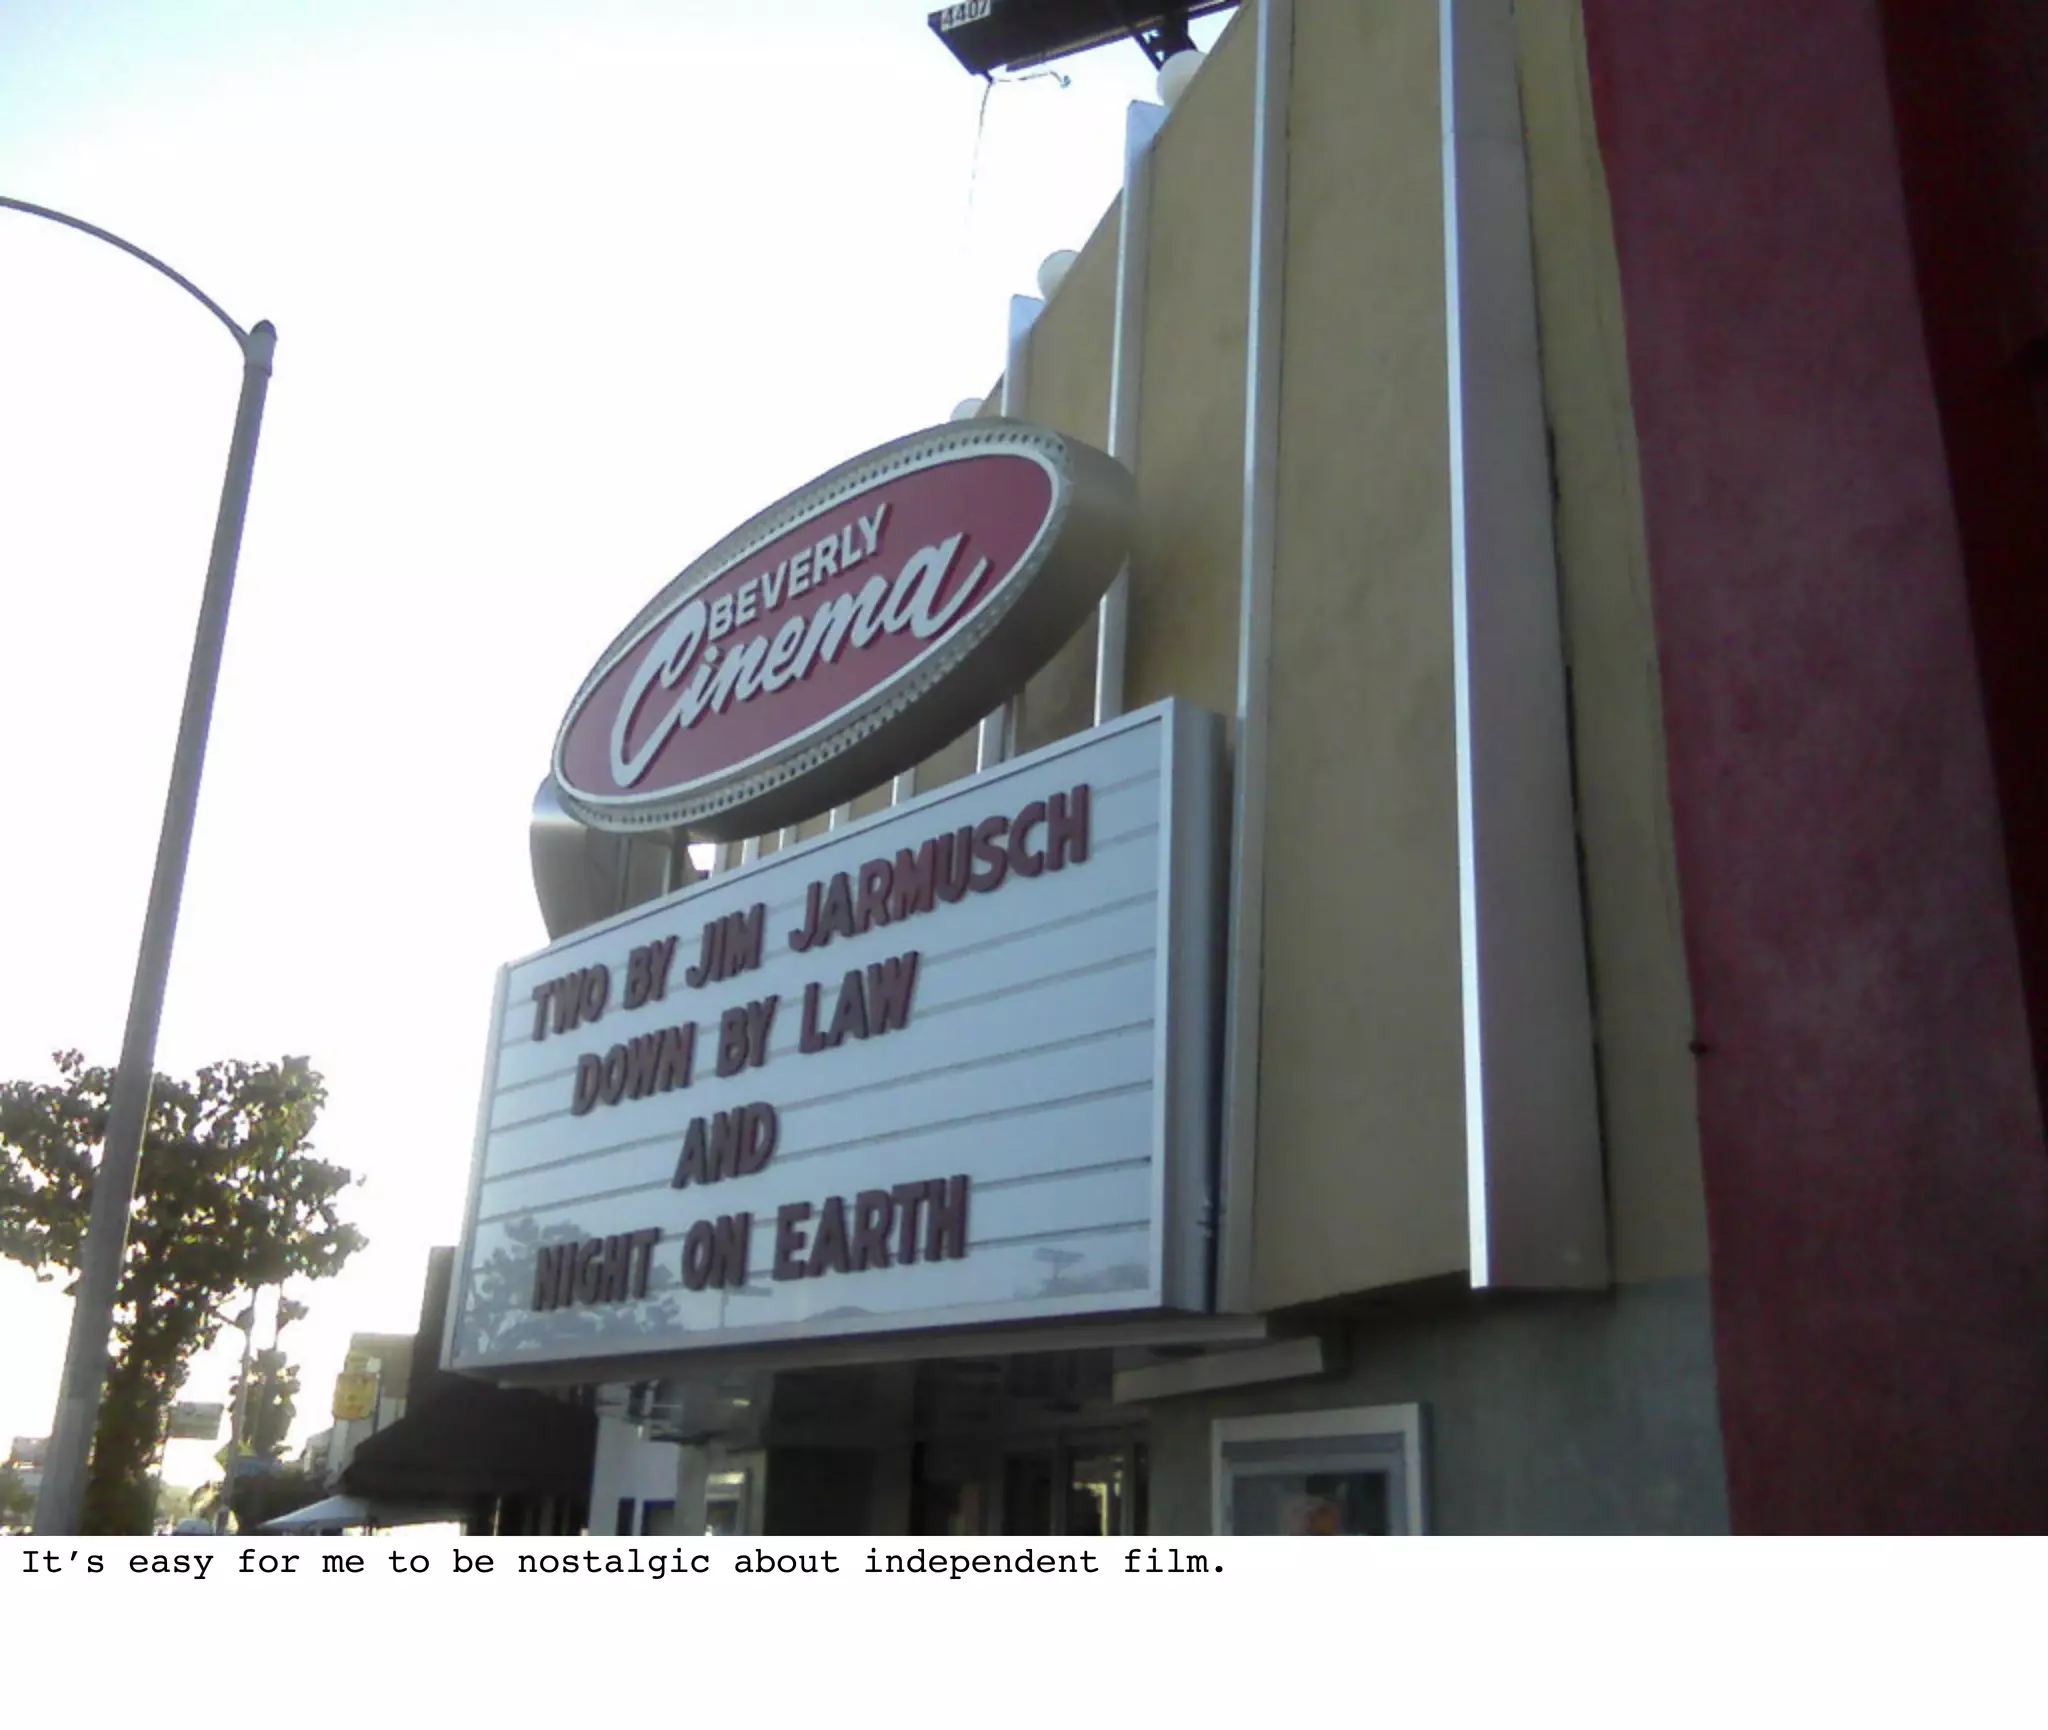 4407
BEVERLY
Cinema
TWO BY JIM JARMUSCH
DOWN BY LAW
AND
NIGHT ON EARTH
It’s easy for me to be nostalgic about independent film.